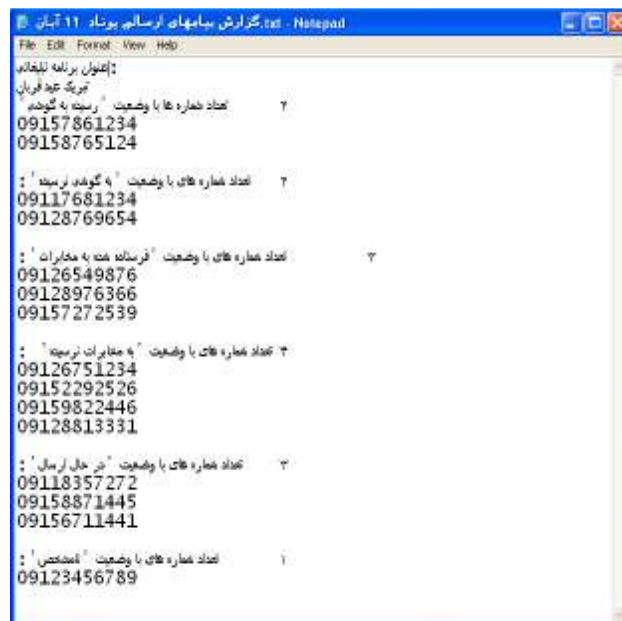 گزارش پیامهای ارسالی پرناد 11 آبان.txt - Notepad
File Edit Format View Help
عنوان برنامه تبلیغاتی:
تبریک عید قربان
تعداد شماره ها با وضعیت "رسیده به گوشی" ۲
09157861234
09158765124
تعداد شماره های با وضعیت "به گوشی نرسیده" : ۲
09117681234
09128769654
تعداد شماره های با وضعیت "فرستاده شده به مخابرات" : ۳
09126549876
09128976366
09157272539
تعداد شماره های با وضعیت "به مخابرات نرسیده" : ۴
09126751234
09152292526
09159822446
09128813331
تعداد شماره های با وضعیت "در حال ارسال" : ۳
09118357272
09158871445
09156711441
تعداد شماره های با وضعیت "نامشخص" : ۱
09123456789